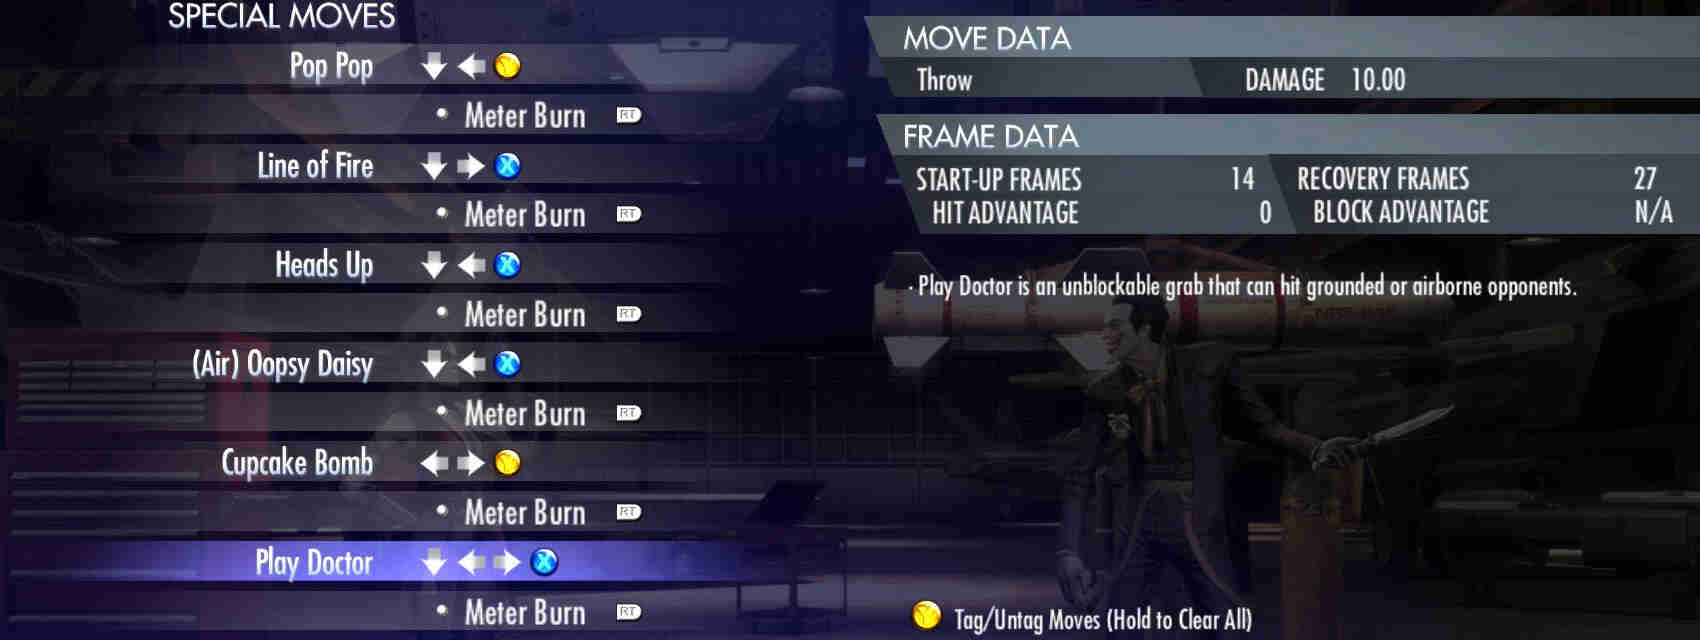 SPECIAL MOVES
Pop Pop Y
Meter Burn RT
Line of Fire X
Meter Burn RT
Heads Up X
Meter Burn RT
(Air) Oopsy Daisy X
Meter Burn RT
Cupcake Bomb Y
Meter Burn RT
Play Doctor X
Meter Burn RT
MOVE DATA
Throw DAMAGE 10.00
FRAME DATA
START-UP FRAMES 14 RECOVERY FRAMES 27
HIT ADVANTAGE 0 BLOCK ADVANTAGE N/A
· Play Doctor is an unblockable grab that can hit grounded or airborne opponents.
Y Tag/Untag Moves (Hold to Clear All)